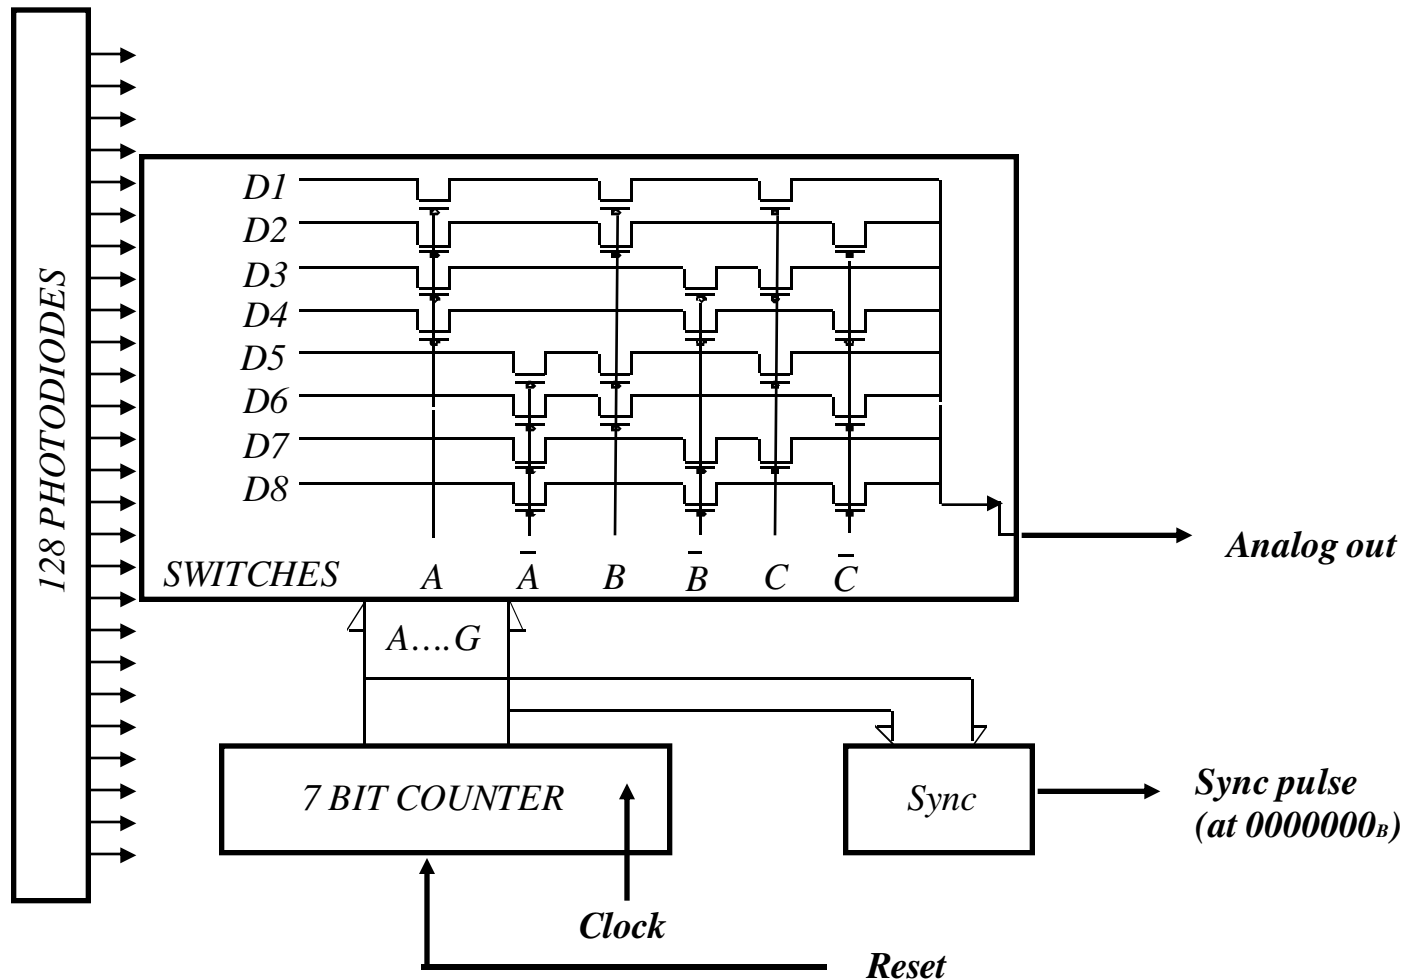 128 PHOTODIODES
D1
D2
D3
D4
D5
D6
D7
D8
SWITCHES A A̅ B B̅ C C̅
Analog out
A....G
7 BIT COUNTER
Sync
Sync pulse
(at 0000000B)
Clock
Reset